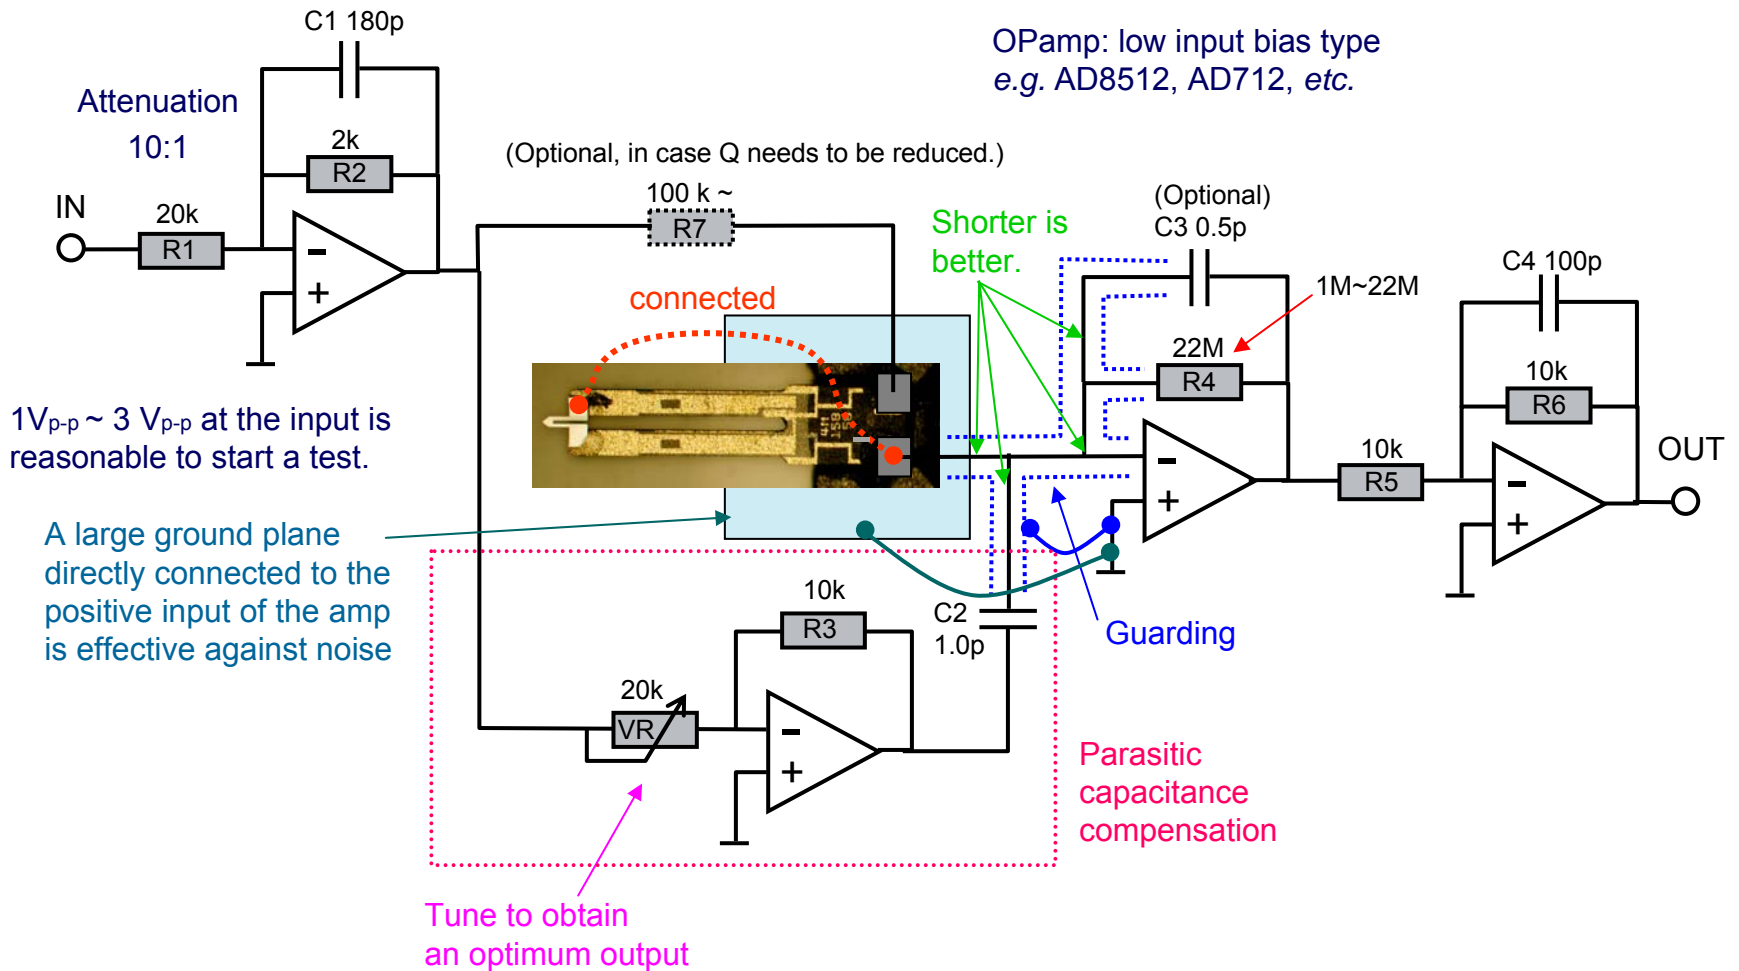 C1 180p
OPamp: low input bias type
e.g. AD8512, AD712, etc.
Attenuation
10:1
2k
R2
(Optional, in case Q needs to be reduced.)
100 k ~
R7
IN
20k
R1
−
+
(Optional)
C3 0.5p
Shorter is
better.
C4 100p
1M~22M
connected
22M
R4
10k
R6
1Vp-p ~ 3 Vp-p at the input is
reasonable to start a test.
−
+
10k
R5
−
+
OUT
A large ground plane
directly connected to the
positive input of the amp
is effective against noise
10k
R3
C2
1.0p
Guarding
20k
VR
−
+
Parasitic
capacitance
compensation
Tune to obtain
an optimum output